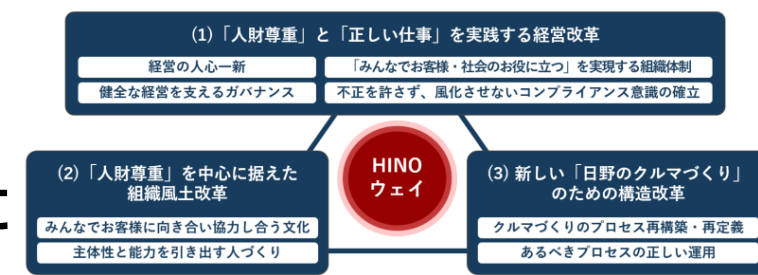 (1)「人財尊重」と「正しい仕事」を実践する経営改革
経営の人心一新
「みんなでお客様・社会のお役に立つ」を実現する組織体制
健全な経営を支えるガバナンス
不正を許さず、風化させないコンプライアンス意識の確立
HINO
ウェイ
(2)「人財尊重」を中心に据えた
組織風土改革
みんなでお客様に向き合い協力し合う文化
主体性と能力を引き出す人づくり
(3) 新しい「日野のクルマづくり」
のための構造改革
クルマづくりのプロセス再構築・再定義
あるべきプロセスの正しい運用